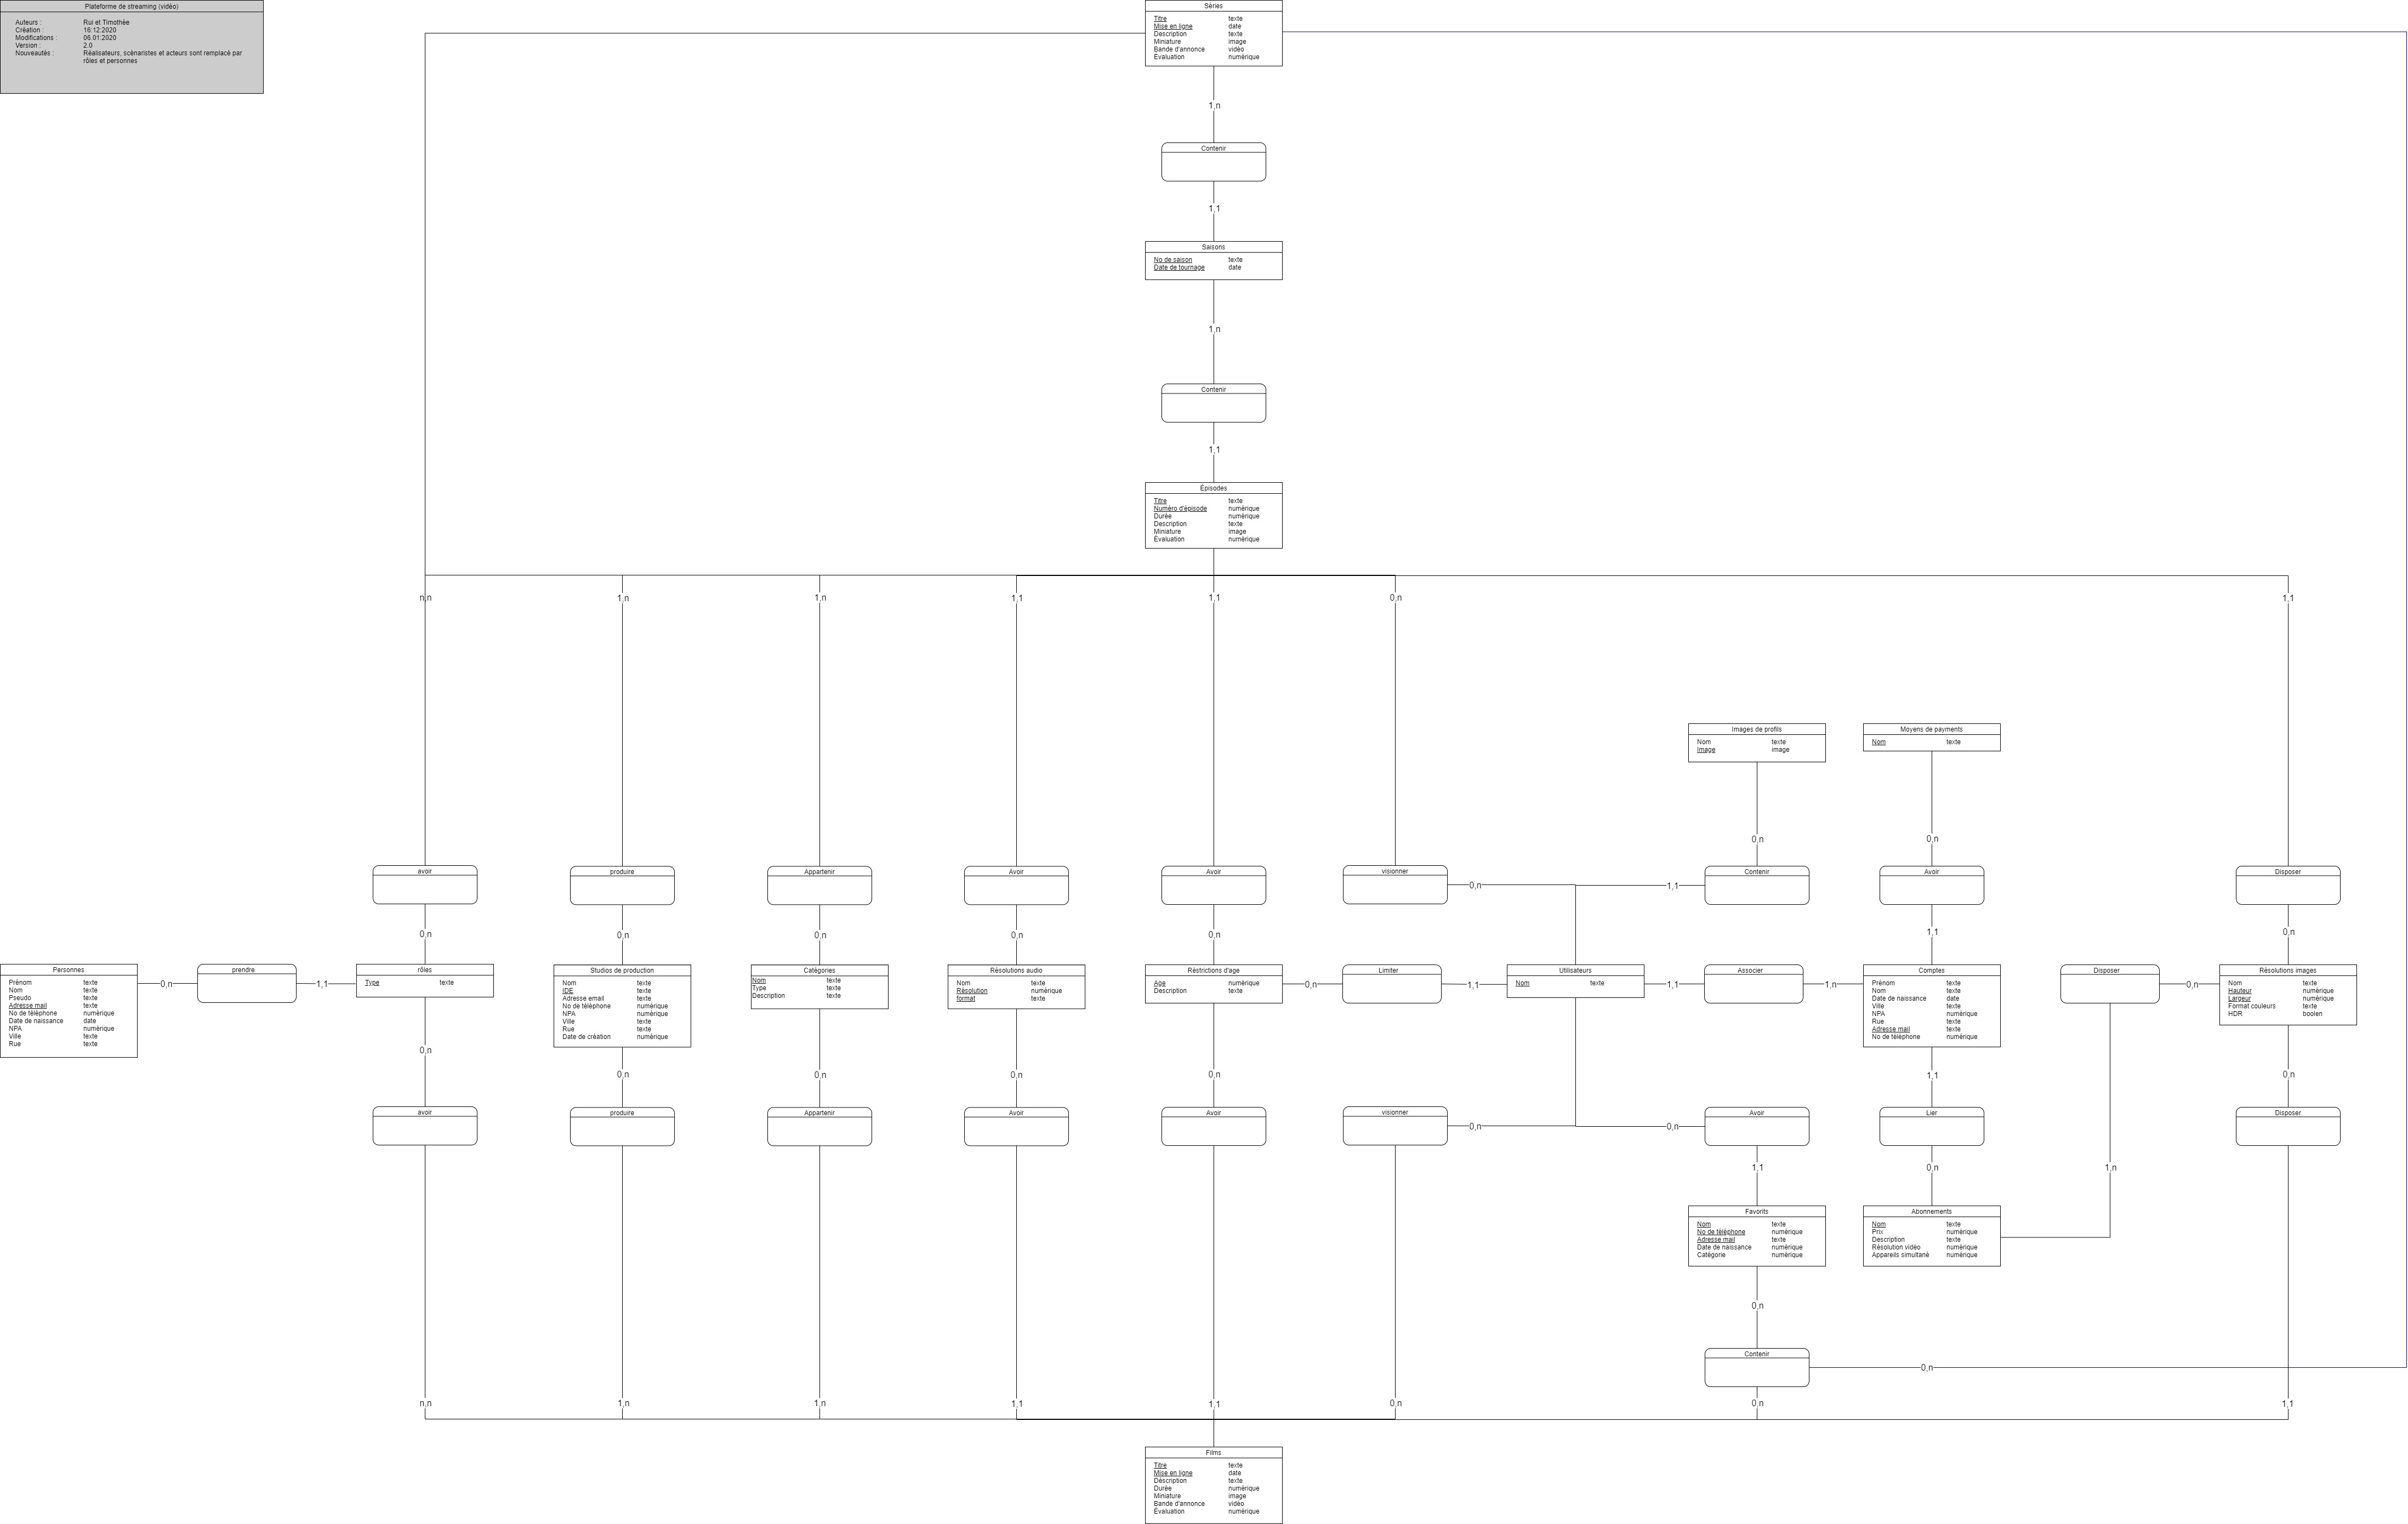 Plateforme de streaming (vidéo)
Auteurs : Rui et Timothée
Création : 16:12:2020
Modifications : 06.01:2020
Version : 2.0
Nouveautés : Réalisateurs, scénaristes et acteurs sont remplacé par
rôles et personnes
Séries
Titre texte
Mise en ligne date
Description texte
Miniature image
Bande d'annonce vidéo
Évaluation numérique
1,n
Contenir
1,1
Saisons
No de saison texte
Date de tournage date
1,n
Contenir
1,1
Épisodes
Titre texte
Numéro d'épisode numérique
Durée numérique
Description texte
Miniature image
Évaluation numérique
n,n 1,n 1,n 1,1 1,1 0,n 1,1
Images de profils
Nom texte
Image image
Moyens de payments
Nom texte
0,n 0,n
avoir produire Appartenir Avoir Avoir visionner Contenir Avoir Disposer
0,n 1,1
0,n 0,n 0,n 0,n 0,n 1,1 0,n
Personnes
Prénom texte
Nom texte
Pseudo texte
Adresse mail texte
No de téléphone numérique
Date de naissance date
NPA numérique
Ville texte
Rue texte
0,n
prendre
1,1
rôles
Type texte
Studios de production
Nom texte
IDE texte
Adresse email texte
No de téléphone numérique
NPA numérique
Ville texte
Rue texte
Date de création numérique
Catégories
Nom texte
Type texte
Description texte
Résolutions audio
Nom texte
Résolution numérique
format texte
Réstrictions d'age
Age numérique
Description texte
0,n
Limiter
1,1
Utilisateurs
Nom texte
1,1
Associer
1,n
Comptes
Prénom texte
Nom texte
Date de naissance date
NPA numérique
Ville texte
Rue texte
Adresse mail texte
No de téléphone numérique
Disposer
0,n
Résolutions images
Nom texte
Hauteur numérique
Largeur numérique
Format couleurs texte
HDR boolen
0,n 0,n 0,n 0,n 0,n 1,1 0,n
avoir produire Appartenir Avoir Avoir visionner Avoir Lier Disposer
0,n 0,n
1,1 0,n 1,n
Favorits
Nom texte
No de téléphone numérique
Adresse mail texte
Date de naissance numérique
Catégorie numérique
Abonnements
Nom texte
Prix numérique
Description texte
Résolution vidéo numérique
Appareils simultané numérique
0,n
Contenir
0,n
n,n 1,n 1,n 1,1 1,1 0,n 0,n 1,1
Films
Titre texte
Mise en ligne date
Déscription texte
Durée numérique
Miniature image
Bande d'annonce vidéo
Évaluation numérique